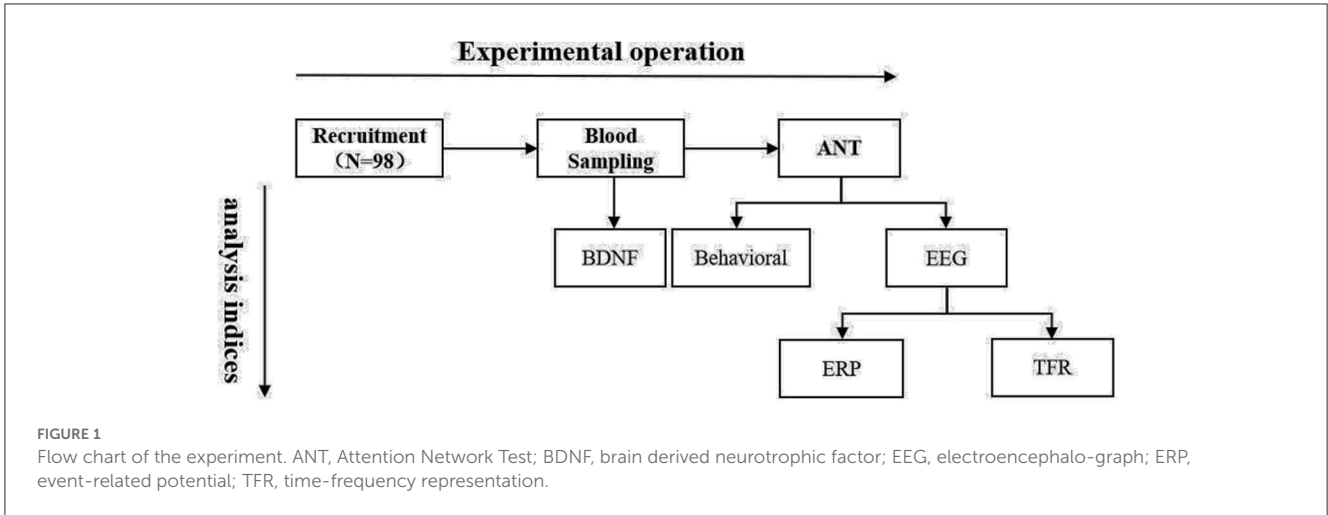 Experimental operation
Recruitment
（N=98）
Blood
Sampling
ANT
analysis indices
BDNF
Behavioral
EEG
ERP
TFR
FIGURE 1
Flow chart of the experiment. ANT, Attention Network Test; BDNF, brain derived neurotrophic factor; EEG, electroencephalo-graph; ERP,
event-related potential; TFR, time-frequency representation.